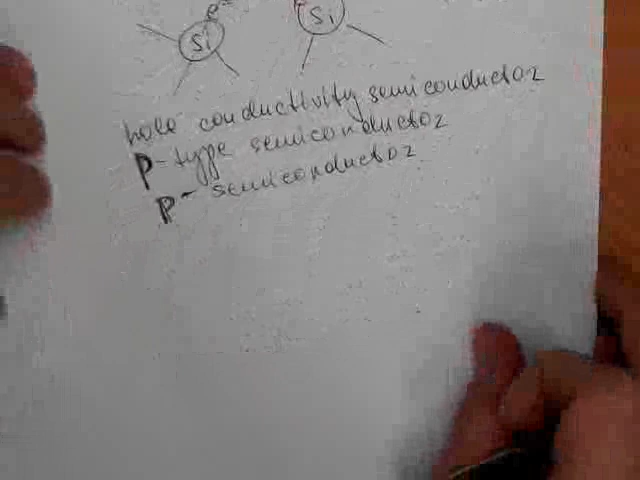 e-
Si
Si
hole conductivity semiconductor
p-type semiconductor
p- semiconductor